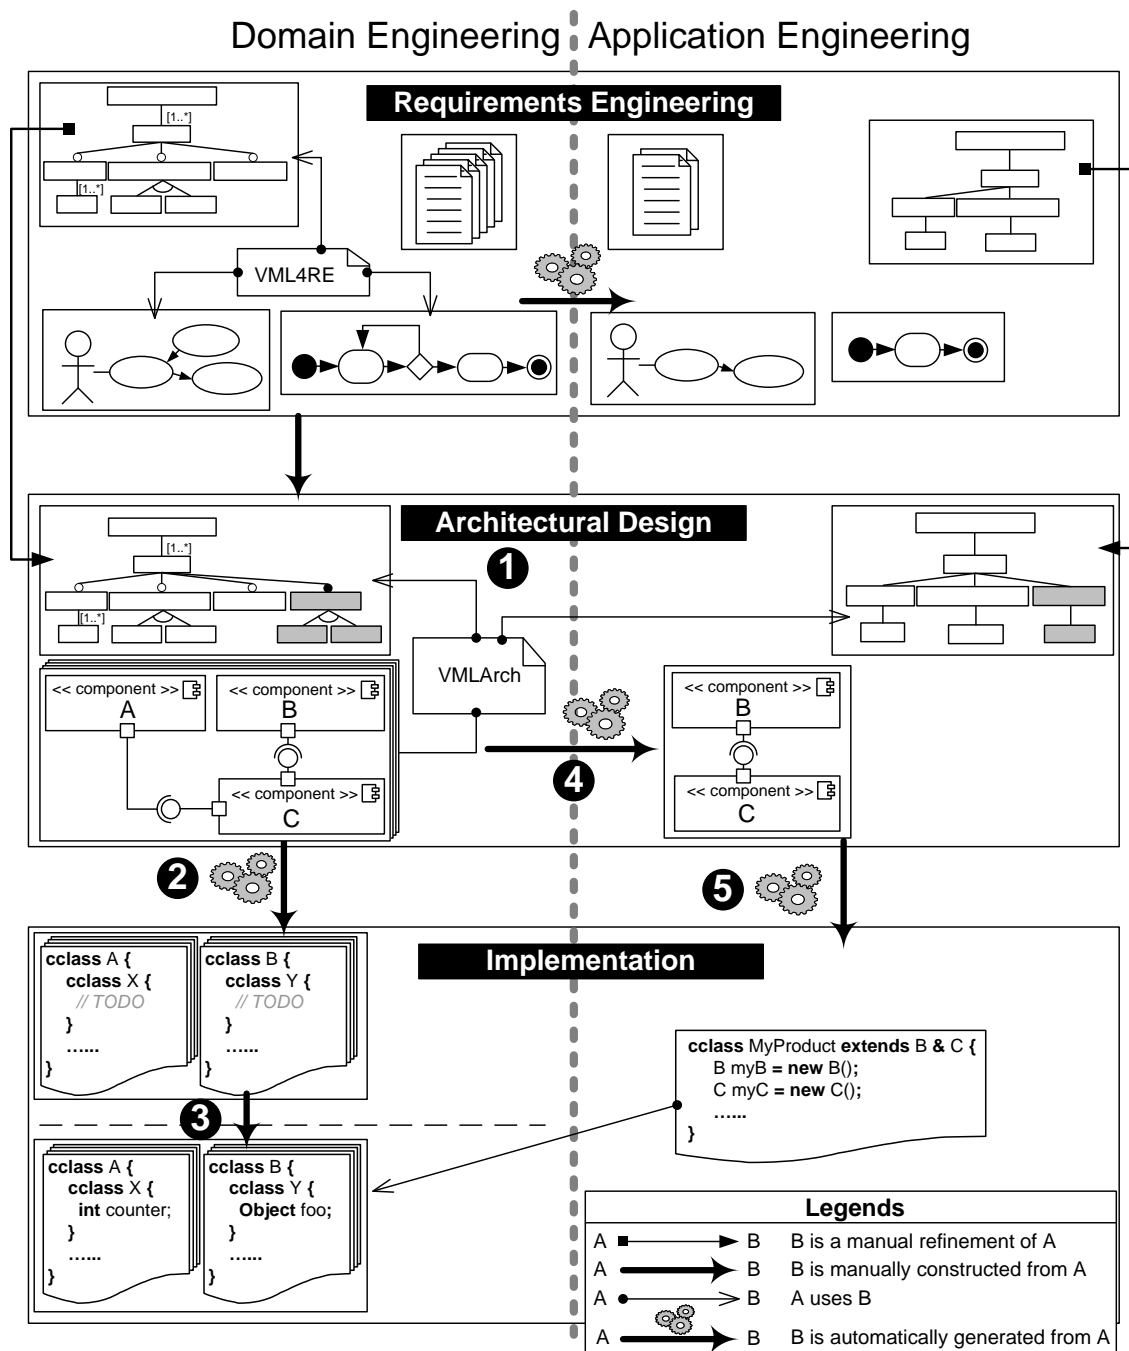 Domain Engineering
Application Engineering
Requirements Engineering
[1..*]
[1..*]
VML4RE
Architectural Design
[1..*]
[1..*]
1
VMLArch
<< component >>
A
<< component >>
B
<< component >>
C
<< component >>
B
<< component >>
C
4
2
5
Implementation
cclass A {
cclass X {
// TODO
}
…...
}
cclass B {
cclass Y {
// TODO
}
…...
}
3
cclass A {
cclass X {
int counter;
}
…...
}
cclass B {
cclass Y {
Object foo;
}
…...
}
cclass MyProduct extends B & C {
B myB = new B();
C myC = new C();
…...
}
Legends
A B B is a manual refinement of A
A B B is manually constructed from A
A B A uses B
A B B is automatically generated from A